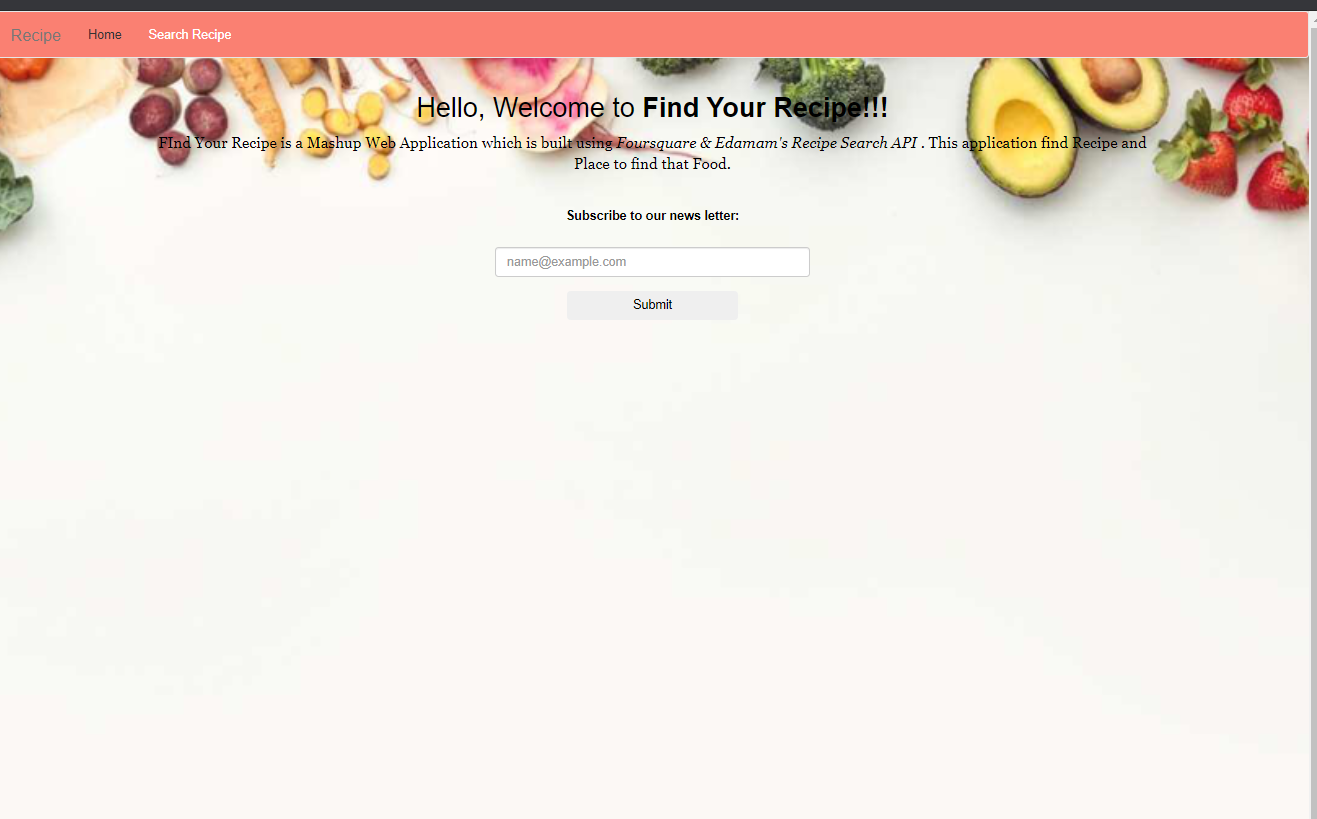 Recipe Home Search Recipe
Hello, Welcome to Find Your Recipe!!!
FInd Your Recipe is a Mashup Web Application which is built using Foursquare & Edamam's Recipe Search API . This application find Recipe and
Place to find that Food.
Subscribe to our news letter:
name@example.com
Submit